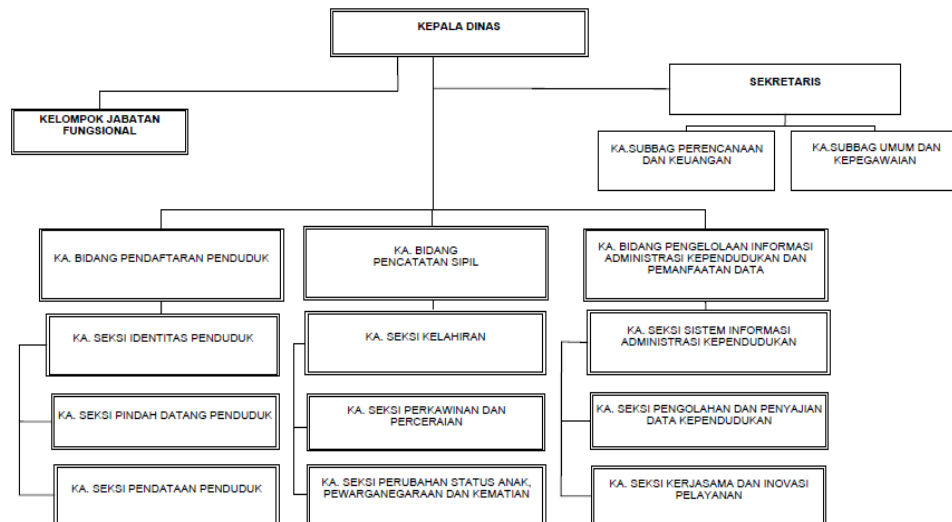 KEPALA DINAS
SEKRETARIS
KELOMPOK JABATAN
FUNGSIONAL
KA.SUBBAG PERENCANAAN
DAN KEUANGAN
KA.SUBBAG UMUM DAN
KEPEGAWAIAN
KA. BIDANG PENDAFTARAN PENDUDUK
KA. BIDANG
PENCATATAN SIPIL
KA. BIDANG PENGELOLAAN INFORMASI
ADMINISTRASI KEPENDUDUKAN DAN
PEMANFAATAN DATA
KA. SEKSI IDENTITAS PENDUDUK
KA. SEKSI KELAHIRAN
KA. SEKSI SISTEM INFORMASI
ADMINISTRASI KEPENDUDUKAN
KA. SEKSI PINDAH DATANG PENDUDUK
KA. SEKSI PERKAWINAN DAN
PERCERAIAN
KA. SEKSI PENGOLAHAN DAN PENYAJIAN
DATA KEPENDUDUKAN
KA. SEKSI PENDATAAN PENDUDUK
KA. SEKSI PERUBAHAN STATUS ANAK,
PEWARGANEGARAAN DAN KEMATIAN
KA. SEKSI KERJASAMA DAN INOVASI
PELAYANAN